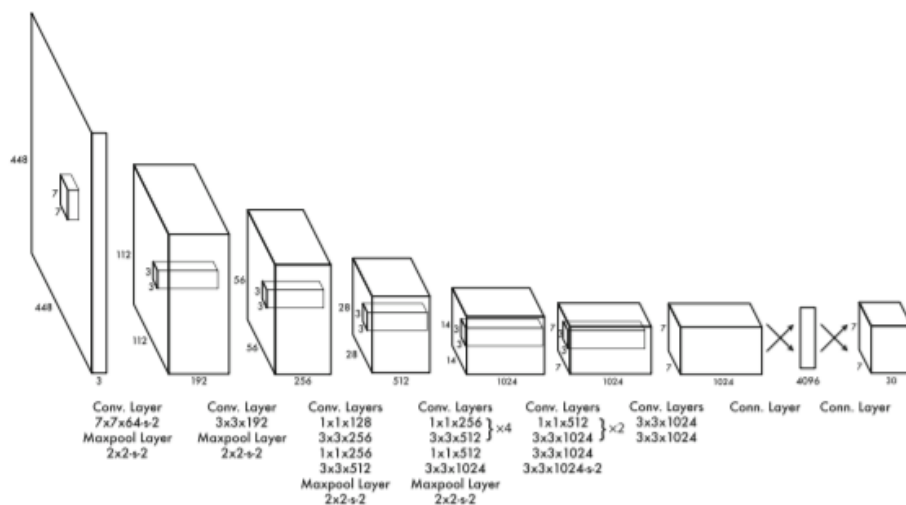 448
448
7
7
3
112
112
3
3
192
56
56
3
3
256
28
28
3
3
512
14
14
3
3
1024
7
7
3
3
1024
7
7
1024
4096
7
7
30
Conv. Layer
7x7x64-s-2
Maxpool Layer
2x2-s-2
Conv. Layer
3x3x192
Maxpool Layer
2x2-s-2
Conv. Layers
1x1x128
3x3x256
1x1x256
3x3x512
Maxpool Layer
2x2-s-2
Conv. Layers
1x1x256
3x3x512
}×4
1x1x512
3x3x1024
Maxpool Layer
2x2-s-2
Conv. Layers
1x1x512
3x3x1024
}×2
3x3x1024
3x3x1024-s-2
Conv. Layers
3x3x1024
3x3x1024
Conn. Layer
Conn. Layer